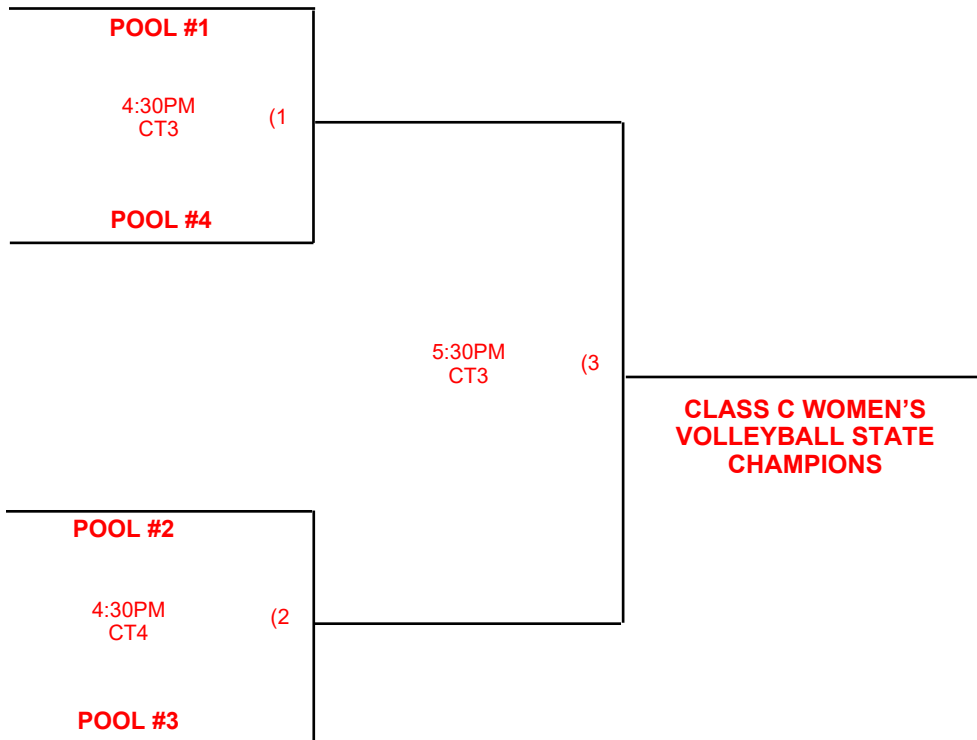 POOL #1
4:30PM
CT3
(1
POOL #4
5:30PM
CT3
(3
CLASS C WOMEN’S
VOLLEYBALL STATE
CHAMPIONS
POOL #2
4:30PM
CT4
(2
POOL #3